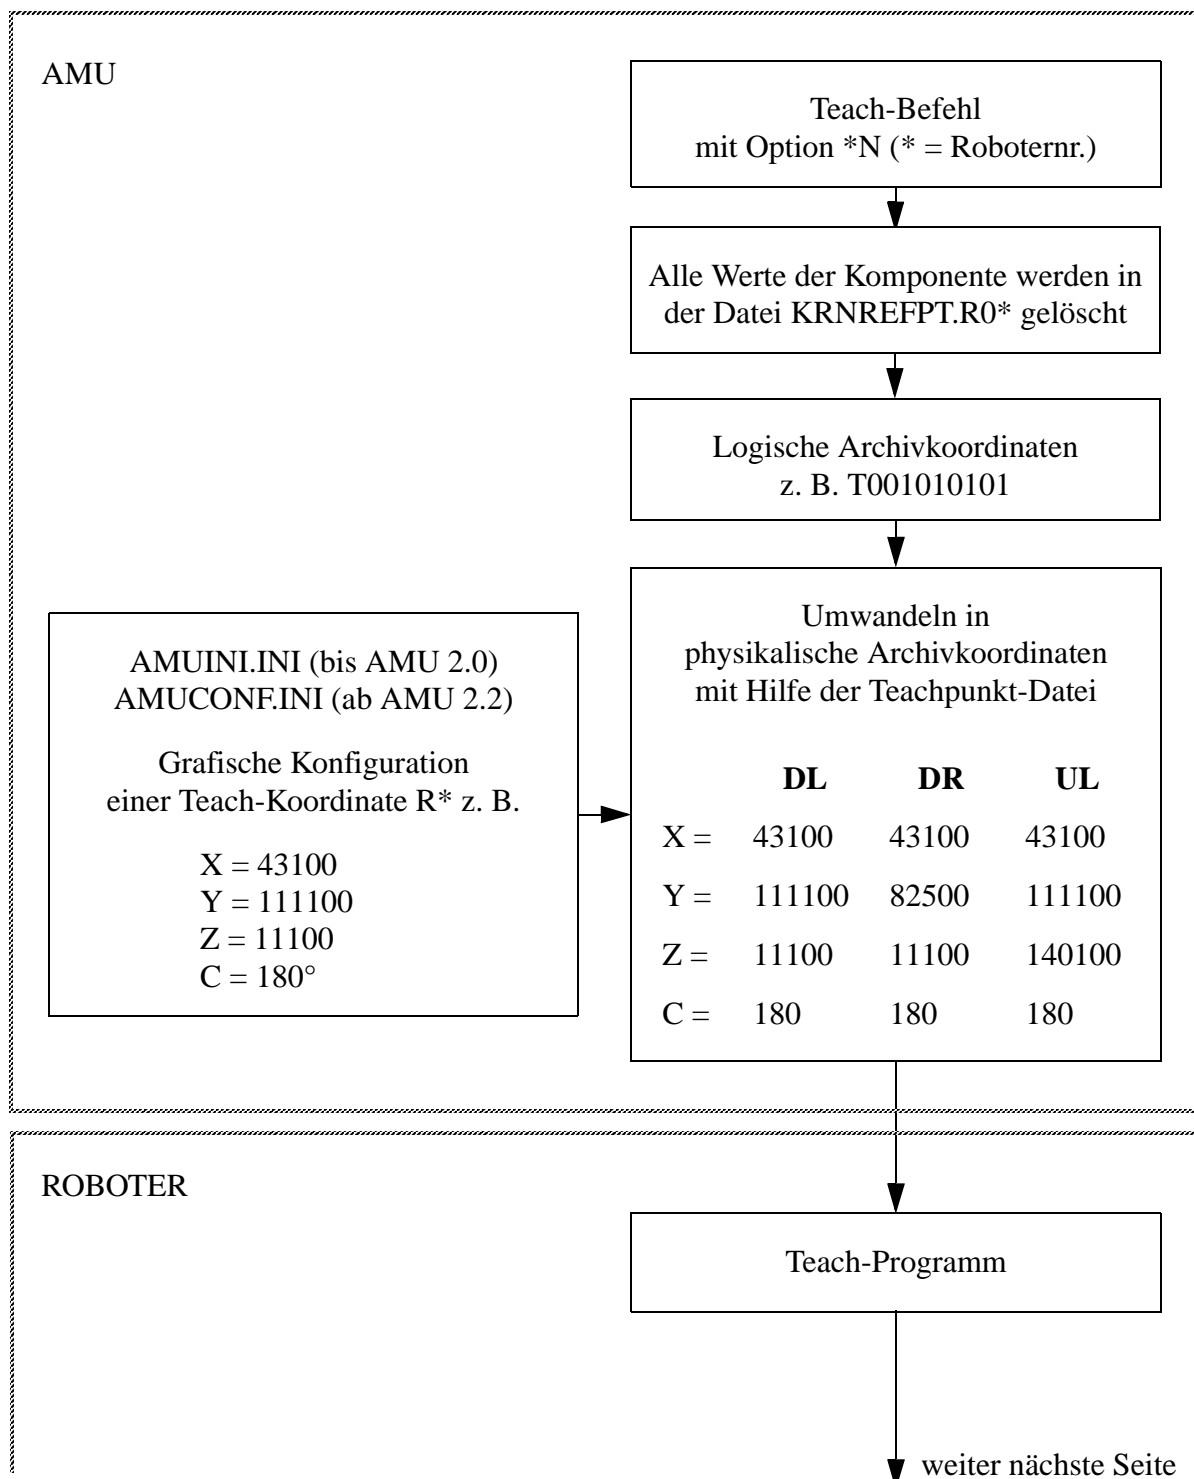 AMU
Teach-Befehl
mit Option *N (* = Roboternr.)
Alle Werte der Komponente werden in
der Datei KRNREFPT.R0* gelöscht
Logische Archivkoordinaten
z. B. T001010101
AMUINI.INI (bis AMU 2.0)
AMUCONF.INI (ab AMU 2.2)
Grafische Konfiguration
einer Teach-Koordinate R* z. B.
X = 43100
Y = 111100
Z = 11100
C = 180°
Umwandeln in
physikalische Archivkoordinaten
mit Hilfe der Teachpunkt-Datei
DL DR UL
X = 43100 43100 43100
Y = 111100 82500 111100
Z = 11100 11100 140100
C = 180 180 180
ROBOTER
Teach-Programm
weiter nächste Seite